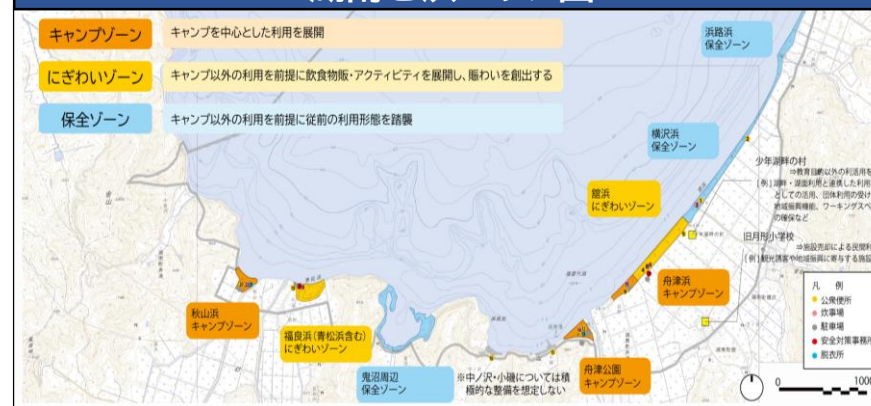 キャンプゾーン
キャンプを中心とした利用を展開
にぎわいゾーン
キャンプ以外の利用を前提に飲食物販・アクティビティを展開し、賑わいを創出する
保全ゾーン
キャンプ以外の利用を前提に従前の利用形態を踏襲
浜路浜
保全ゾーン
横沢浜
保全ゾーン
少年湖畔の村
⇒教育目的以外の利活用を
[例]湖畔・湖面利用と連携した利用
としての活用、団体利用の受け
地域振興機能、ワーキングスペ
の確保など
舘浜
にぎわいゾーン
旧月形小学校
⇒施設売却による民間利
[例]観光誘客や地域振興に寄与する施設
舟津浜
キャンプゾーン
秋山浜
キャンプゾーン
福良浜(青松浜含む)
にぎわいゾーン
鬼沼周辺
保全ゾーン
※中ノ沢・小磯については積
極的な整備を想定しない
舟津公園
キャンプゾーン
凡 例
公衆便所
炊事場
駐車場
安全対策事務所
脱衣所
0
1000